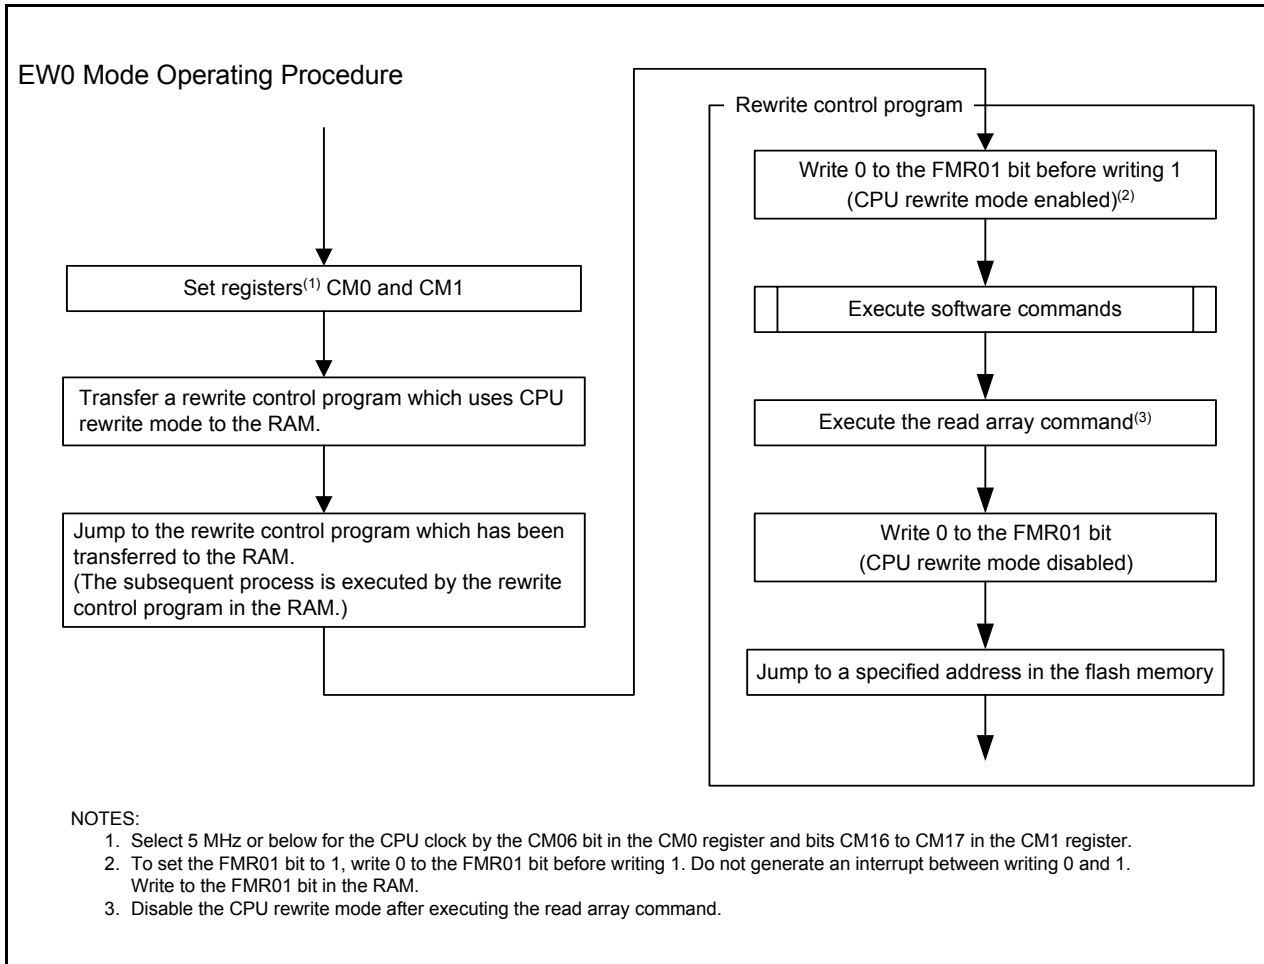 EW0 Mode Operating Procedure
Set registers(1) CM0 and CM1
Transfer a rewrite control program which uses CPU
rewrite mode to the RAM.
Jump to the rewrite control program which has been
transferred to the RAM.
(The subsequent process is executed by the rewrite
control program in the RAM.)
Rewrite control program
Write 0 to the FMR01 bit before writing 1
(CPU rewrite mode enabled)(2)
Execute software commands
Execute the read array command(3)
Write 0 to the FMR01 bit
(CPU rewrite mode disabled)
Jump to a specified address in the flash memory
NOTES:
1. Select 5 MHz or below for the CPU clock by the CM06 bit in the CM0 register and bits CM16 to CM17 in the CM1 register.
2. To set the FMR01 bit to 1, write 0 to the FMR01 bit before writing 1. Do not generate an interrupt between writing 0 and 1.
Write to the FMR01 bit in the RAM.
3. Disable the CPU rewrite mode after executing the read array command.